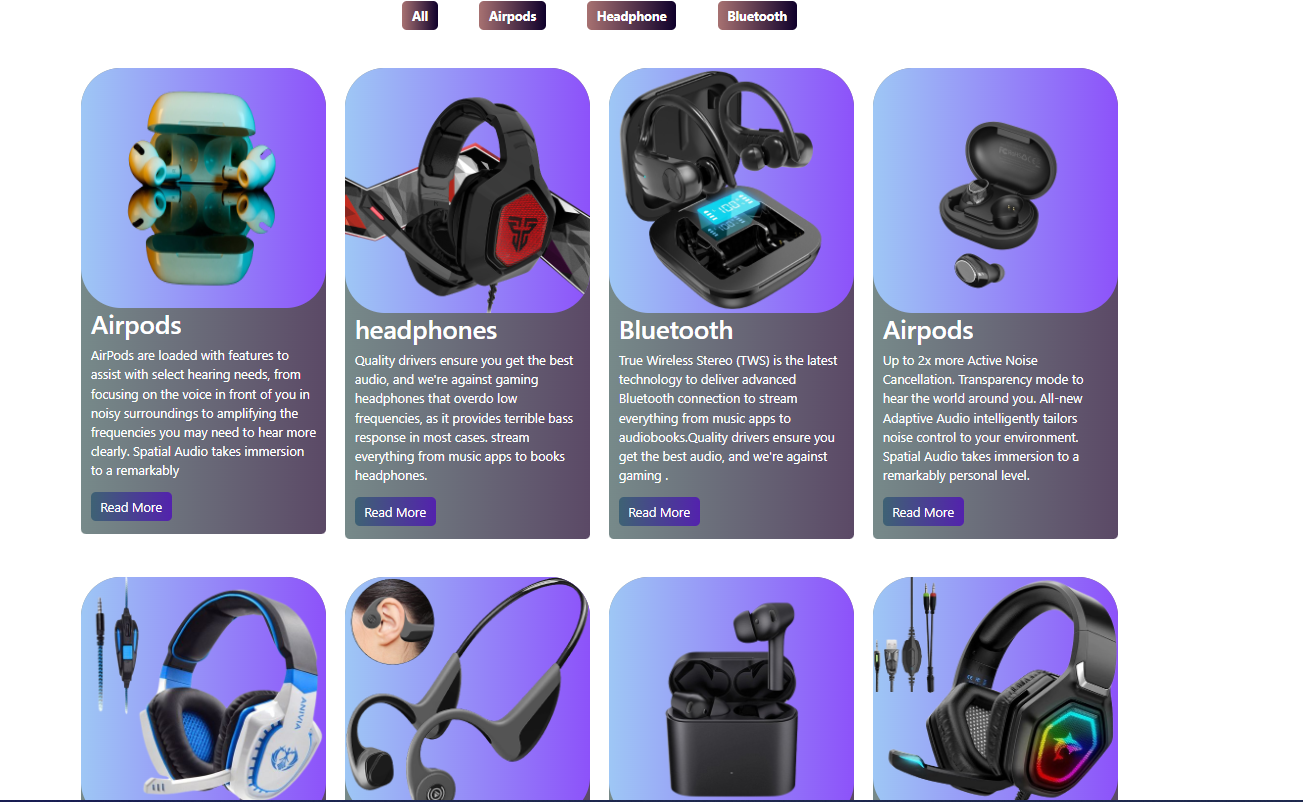 All
Airpods
Headphone
Bluetooth
Airpods
AirPods are loaded with features to
assist with select hearing needs, from
focusing on the voice in front of you in
noisy surroundings to amplifying the
frequencies you may need to hear more
clearly. Spatial Audio takes immersion
to a remarkably
Read More
headphones
Quality drivers ensure you get the best
audio, and we're against gaming
headphones that overdo low
frequencies, as it provides terrible bass
response in most cases. stream
everything from music apps to books
headphones.
Read More
100
Bluetooth
True Wireless Stereo (TWS) is the latest
technology to deliver advanced
Bluetooth connection to stream
everything from music apps to
audiobooks.Quality drivers ensure you
get the best audio, and we're against
gaming .
Read More
Airpods
Up to 2x more Active Noise
Cancellation. Transparency mode to
hear the world around you. All-new
Adaptive Audio intelligently tailors
noise control to your environment.
Spatial Audio takes immersion to a
remarkably personal level.
Read More
ANIVIA